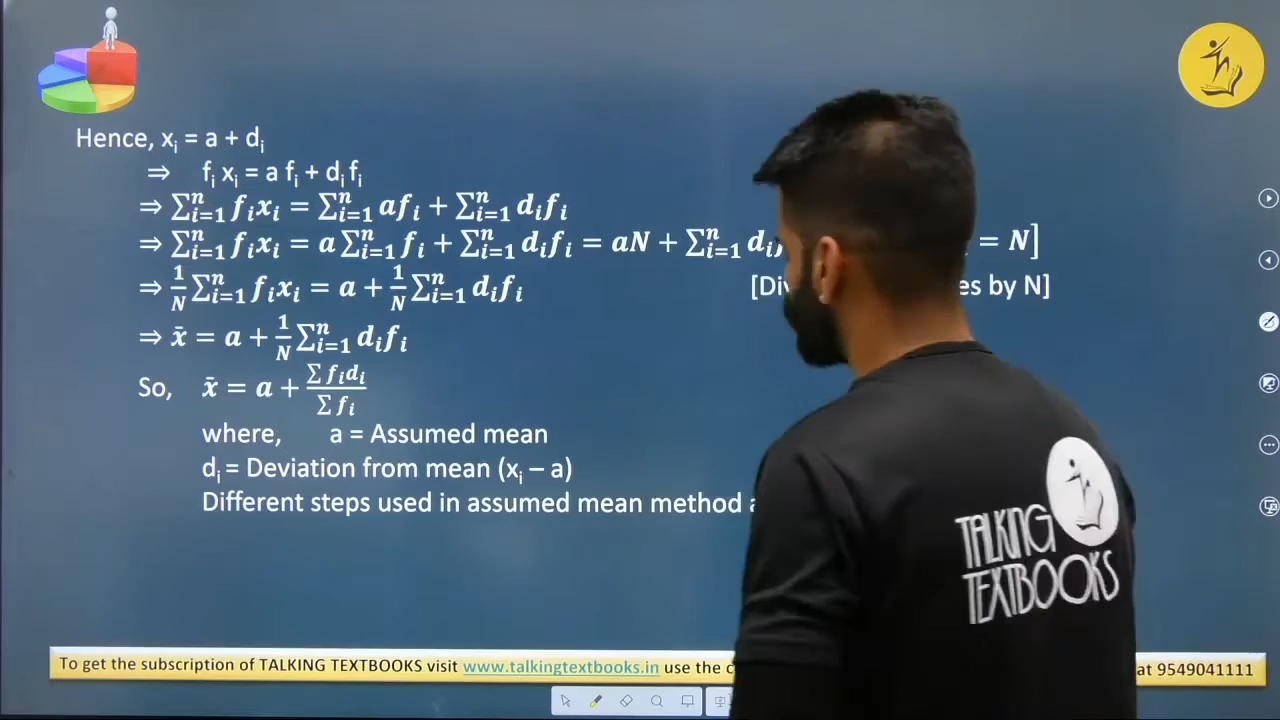 Hence, xᵢ = a + dᵢ
⇒ fᵢ xᵢ = a fᵢ + dᵢ fᵢ
⇒ ∑ⁿᵢ₌₁ fᵢxᵢ = ∑ⁿᵢ₌₁ afᵢ + ∑ⁿᵢ₌₁ dᵢfᵢ
⇒ ∑ⁿᵢ₌₁ fᵢxᵢ = a ∑ⁿᵢ₌₁ fᵢ + ∑ⁿᵢ₌₁ dᵢfᵢ = aN + ∑ⁿᵢ₌₁ dᵢ = N]
⇒ 1/N ∑ⁿᵢ₌₁ fᵢxᵢ = a + 1/N ∑ⁿᵢ₌₁ dᵢfᵢ by N]
⇒ x̄ = a + 1/N ∑ⁿᵢ₌₁ dᵢfᵢ
So, x̄ = a + ∑ fᵢdᵢ / ∑ fᵢ
where, a = Assumed mean
dᵢ = Deviation from mean (xᵢ – a)
Different steps used in assumed mean method
TALKING
TEXTBOOKS
To get the subscription of TALKING TEXTBOOKS visit www.talkingtextbooks.in use the at 9549041111